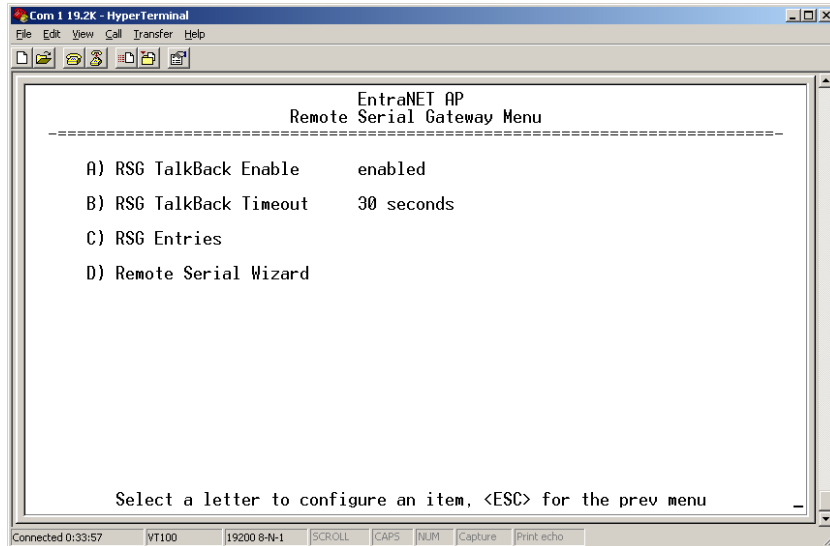 Com 1 19.2K - HyperTerminal
File Edit View Call Transfer Help
EntraNET AP
Remote Serial Gateway Menu
-==========================================================================-
A) RSG TalkBack Enable enabled
B) RSG TalkBack Timeout 30 seconds
C) RSG Entries
D) Remote Serial Wizard
Select a letter to configure an item, <ESC> for the prev menu _
Connected 0:33:57 VT100 19200 8-N-1 SCROLL CAPS NUM Capture Print echo